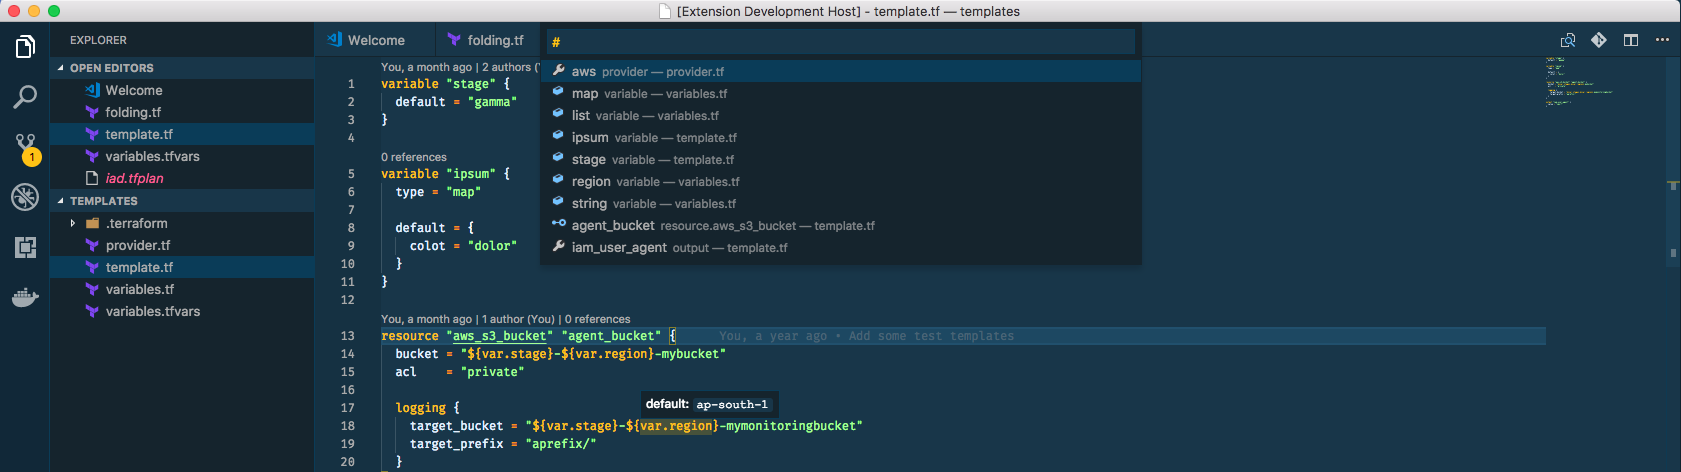 [Extension Development Host] - template.tf — templates
EXPLORER
OPEN EDITORS
Welcome
folding.tf
template.tf
variables.tfvars
iad.tfplan
TEMPLATES
.terraform
provider.tf
template.tf
variables.tf
variables.tfvars
1
Welcome
folding.tf
#
aws provider — provider.tf
map variable — variables.tf
list variable — variables.tf
ipsum variable — template.tf
stage variable — template.tf
region variable — variables.tf
string variable — variables.tf
agent_bucket resource.aws_s3_bucket — template.tf
iam_user_agent output — template.tf
You, a month ago | 2 authors (
1 variable "stage" {
2 default = "gamma"
3 }
4
0 references
5 variable "ipsum" {
6 type = "map"
7
8 default = {
9 colot = "dolor"
10 }
11 }
12
You, a month ago | 1 author (You) | 0 references
13 resource "aws_s3_bucket" "agent_bucket" { You, a year ago • Add some test templates
14 bucket = "${var.stage}-${var.region}-mybucket"
15 acl = "private"
16
default: ap-south-1
17 logging {
18 target_bucket = "${var.stage}-${var.region}-mymonitoringbucket"
19 target_prefix = "aprefix/"
20 }